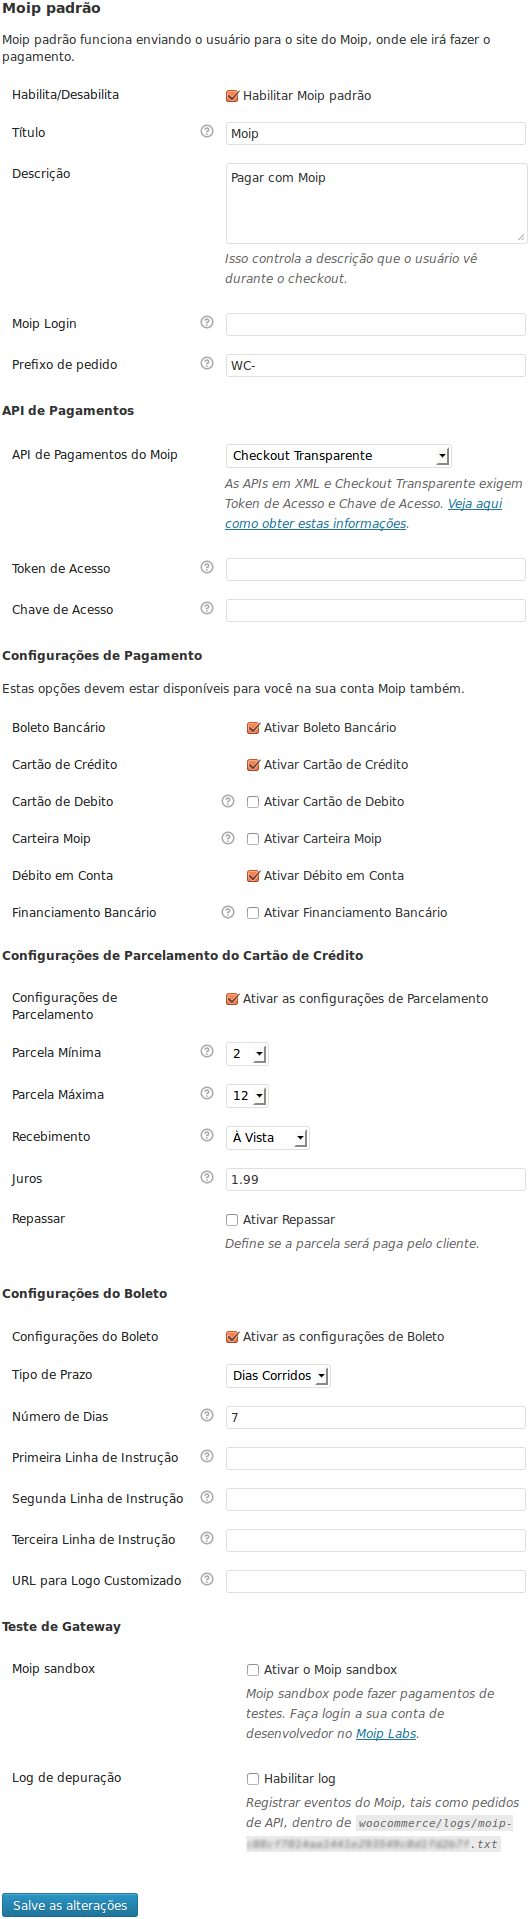 Moip padrão
Moip padrão funciona enviando o usuário para o site do Moip, onde ele irá fazer o
pagamento.
Habilita/Desabilita
Habilitar Moip padrão
Título
Moip
Descrição
Pagar com Moip
Isso controla a descrição que o usuário vê
durante o checkout.
Moip Login
Prefixo de pedido
WC-
API de Pagamentos
API de Pagamentos do Moip
Checkout Transparente
As APIs em XML e Checkout Transparente exigem
Token de Acesso e Chave de Acesso. Veja aqui
como obter estas informações.
Token de Acesso
Chave de Acesso
Configurações de Pagamento
Estas opções devem estar disponíveis para você na sua conta Moip também.
Boleto Bancário
Ativar Boleto Bancário
Cartão de Crédito
Ativar Cartão de Crédito
Cartão de Debito
Ativar Cartão de Debito
Carteira Moip
Ativar Carteira Moip
Débito em Conta
Ativar Débito em Conta
Financiamento Bancário
Ativar Financiamento Bancário
Configurações de Parcelamento do Cartão de Crédito
Configurações de
Parcelamento
Ativar as configurações de Parcelamento
Parcela Mínima
2
Parcela Máxima
12
Recebimento
À Vista
Juros
1.99
Repassar
Ativar Repassar
Define se a parcela será paga pelo cliente.
Configurações do Boleto
Configurações do Boleto
Ativar as configurações de Boleto
Tipo de Prazo
Dias Corridos
Número de Dias
7
Primeira Linha de Instrução
Segunda Linha de Instrução
Terceira Linha de Instrução
URL para Logo Customizado
Teste de Gateway
Moip sandbox
Ativar o Moip sandbox
Moip sandbox pode fazer pagamentos de
testes. Faça login a sua conta de
desenvolvedor no Moip Labs.
Log de depuração
Habilitar log
Registrar eventos do Moip, tais como pedidos
de API, dentro de woocommerce/logs/moip-
.txt
Salve as alterações